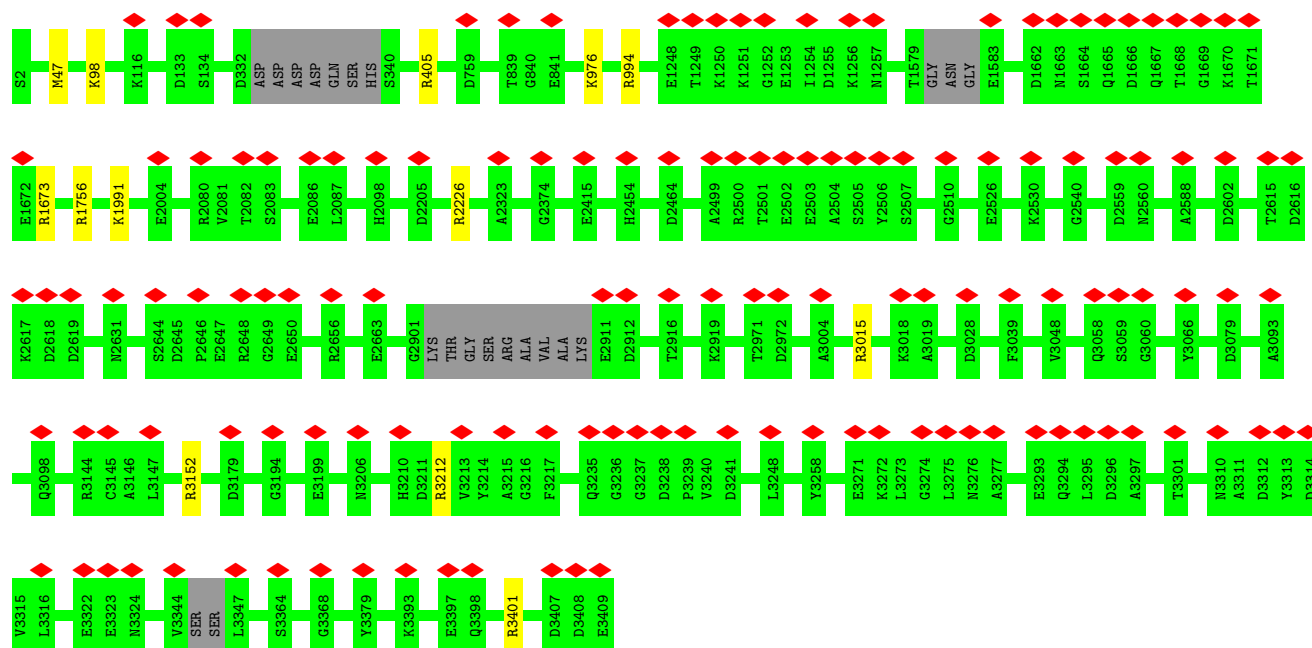 S2 M47 K98 K116 D133 S134 D332 ASP ASP ASP ASP GLN SER HIS S340 R405 D759 T839 G840 E841 K976 R994 E1248 T1249 K1250 K1251 G1252 E1253 I1254 D1255 K1256 N1257 T1579 GLY ASN GLY E1583 D1662 N1663 S1664 Q1665 D1666 Q1667 T1668 G1669 K1670 T1671
E1672 R1673 R1756 K1991 E2004 R2080 V2081 T2082 S2083 E2086 L2087 H2098 D2205 R2226 A2323 G2374 E2415 H2454 D2464 A2499 R2500 T2501 E2502 E2503 A2504 S2505 Y2506 S2507 G2510 E2526 K2530 G2540 D2559 N2560 A2588 D2602 T2615 D2616
K2617 D2618 D2619 N2631 S2644 D2645 P2646 E2647 R2648 G2649 E2650 R2656 E2663 G2901 LYS THR GLY SER ARG ALA VAL ALA LYS E2911 D2912 T2916 K2919 T2971 D2972 A3004 R3015 K3018 A3019 D3028 F3039 V3048 Q3058 S3059 G3060 Y3066 D3079 A3093
Q3098 R3144 C3145 A3146 L3147 R3152 D3179 G3194 E3199 N3206 H3210 D3211 R3212 V3213 Y3214 A3215 G3216 F3217 Q3235 G3236 G3237 D3238 P3239 V3240 D3241 L3248 Y3258 E3271 K3272 L3273 G3274 L3275 N3276 A3277 E3293 Q3294 L3295 D3296 A3297 T3301 N3310 A3311 D3312 Y3313 D3314
V3315 L3316 E3322 E3323 N3324 V3344 SER SER L3347 S3364 G3368 Y3379 K3393 E3397 Q3398 R3401 D3407 D3408 E3409